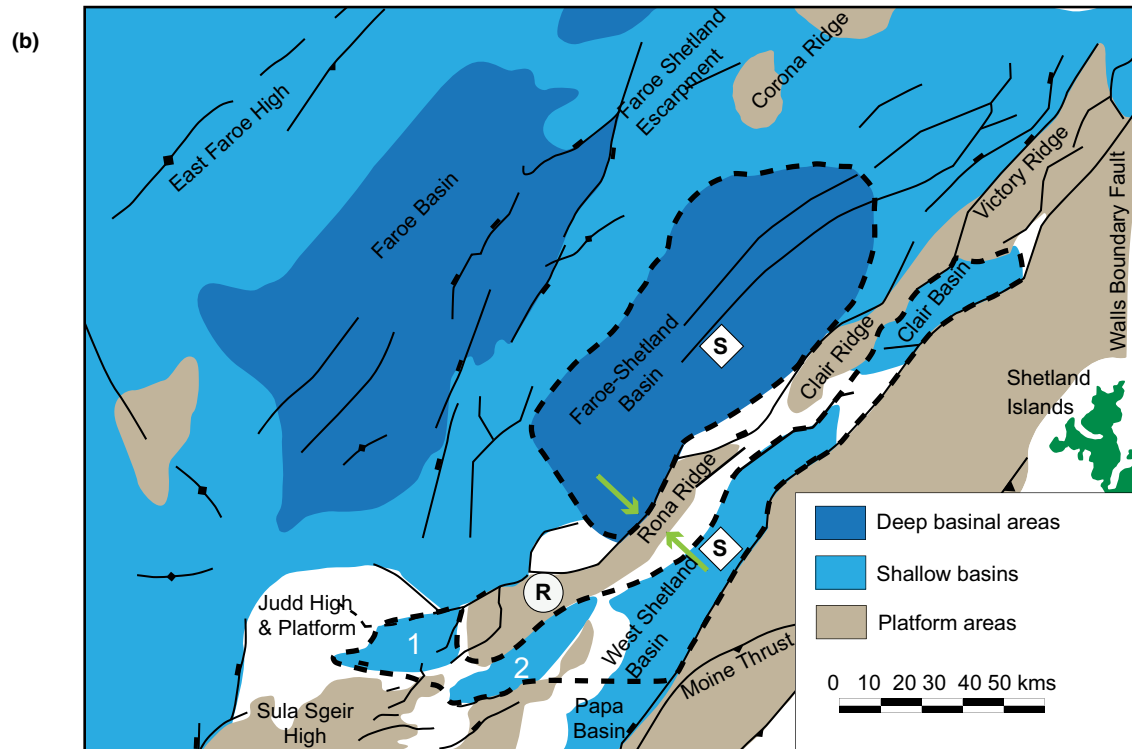 (b)
East Faroe High
Faroe Basin
Faroe Shetland
Escarpment
Corona Ridge
Victory Ridge
Walls Boundary Fault
Clair Basin
Clair Ridge
Faroe-Shetland
Basin
S
Shetland
Islands
Rona Ridge
S
R
Judd High
& Platform
1
2
West Shetland
Basin
Moine Thrust
Papa
Basin
Sula Sgeir
High
Deep basinal areas
Shallow basins
Platform areas
0 10 20 30 40 50 kms